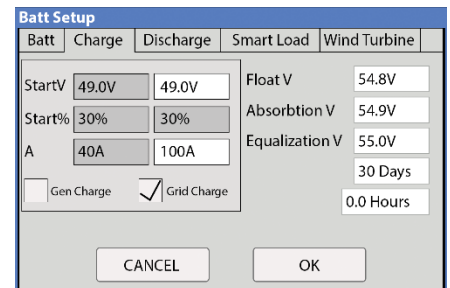 Batt Setup
Batt Charge Discharge Smart Load Wind Turbine
StartV 49.0V 49.0V Float V 54.8V
Start% 30% 30% Absorbtion V 54.9V
A 40A 100A Equalization V 55.0V
30 Days
Gen Charge Grid Charge 0.0 Hours
CANCEL OK